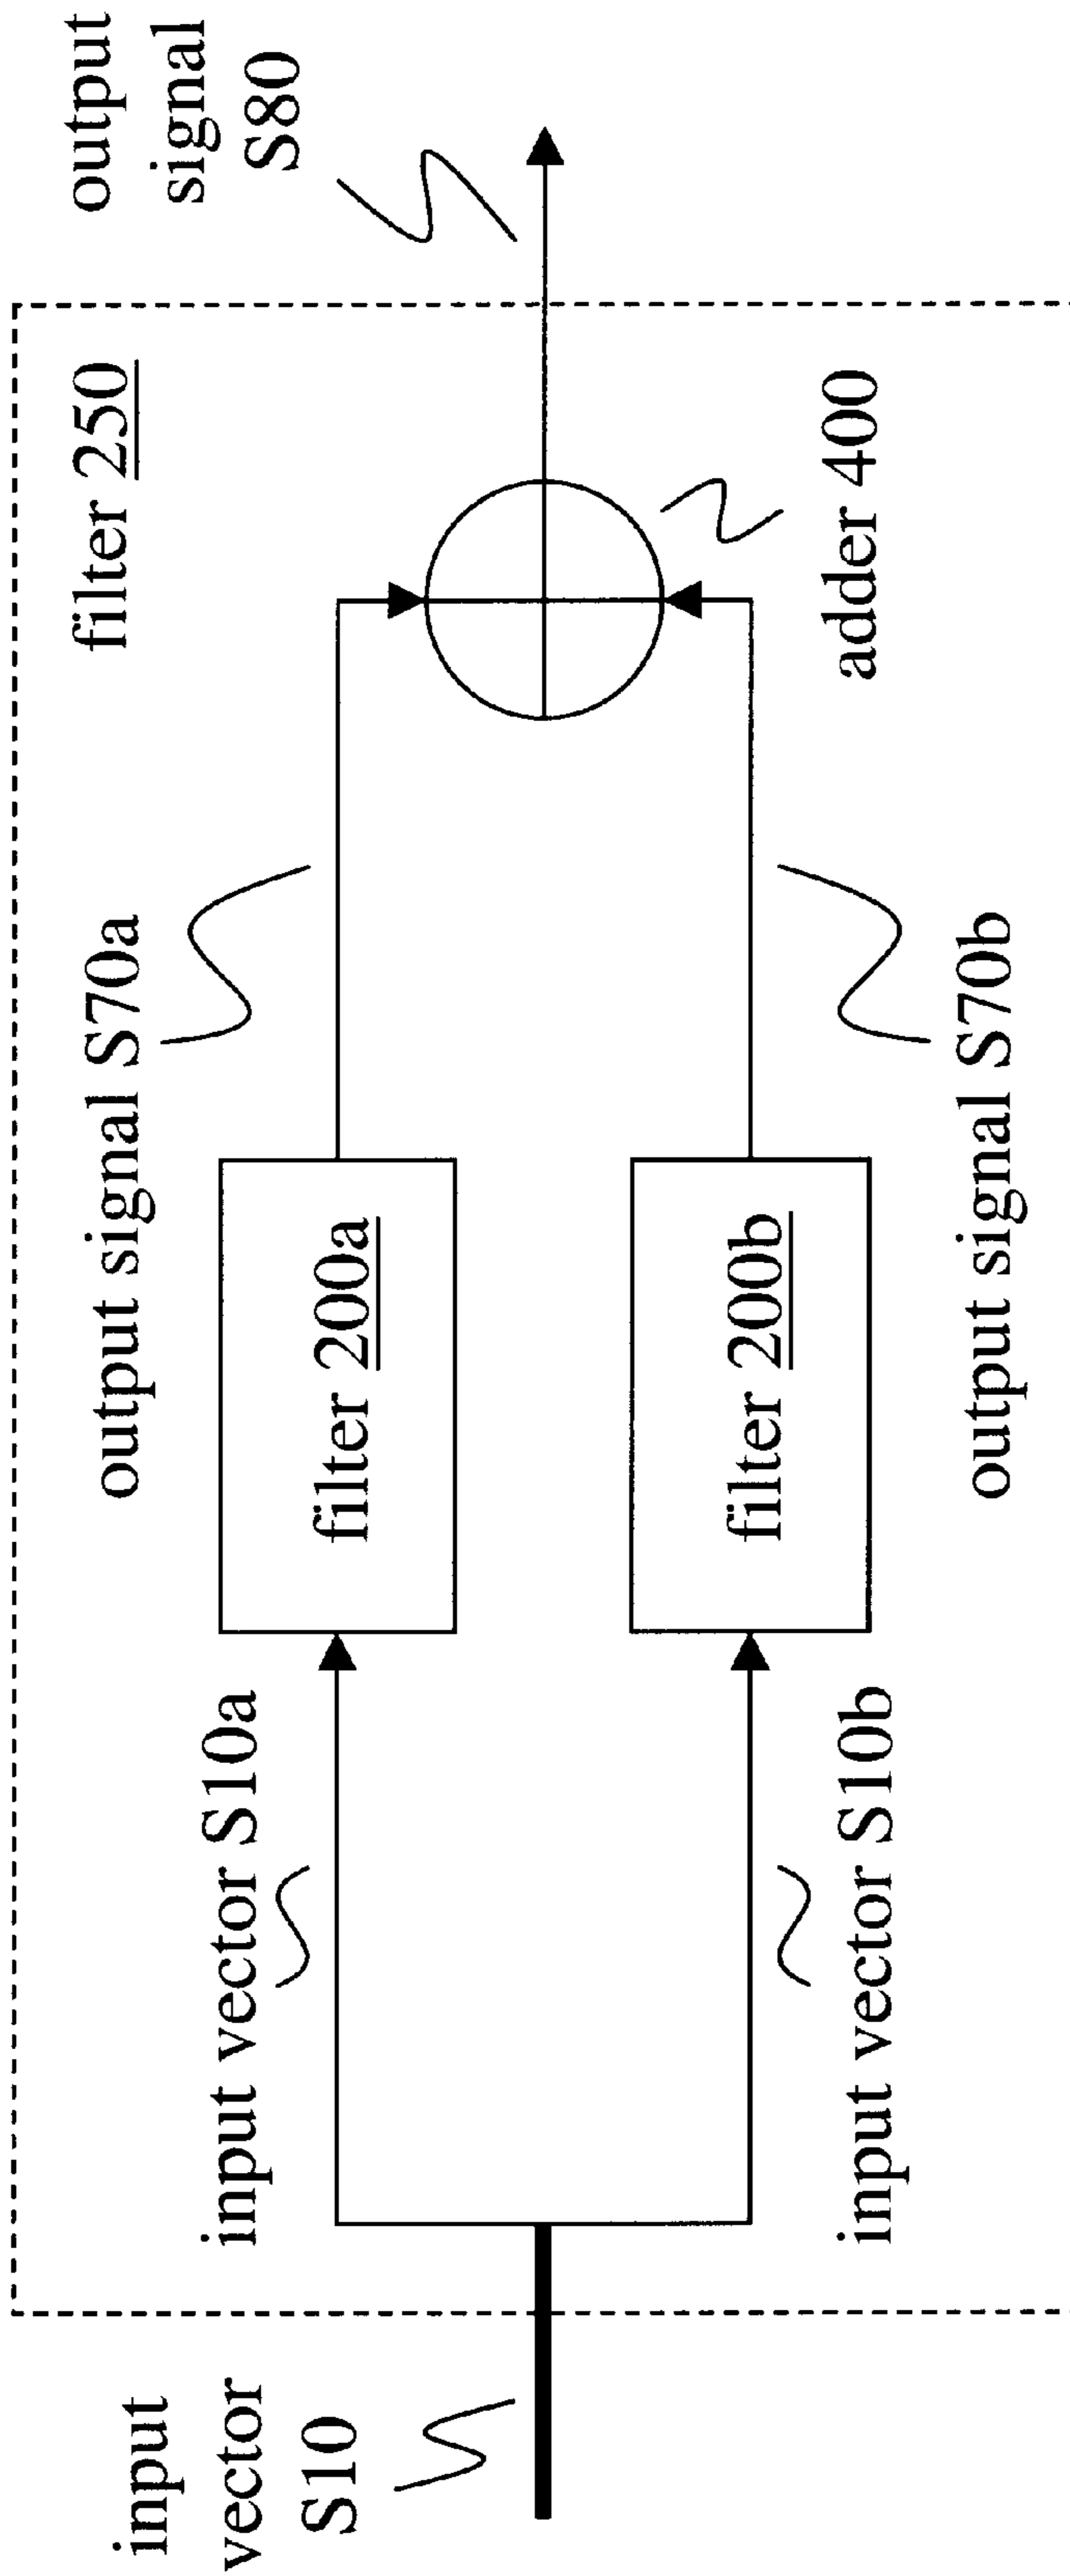 input
vector
S10
input vector S10a
input vector S10b
filter 200a
filter 200b
output signal S70a
output signal S70b
filter 250
adder 400
output
signal
S80